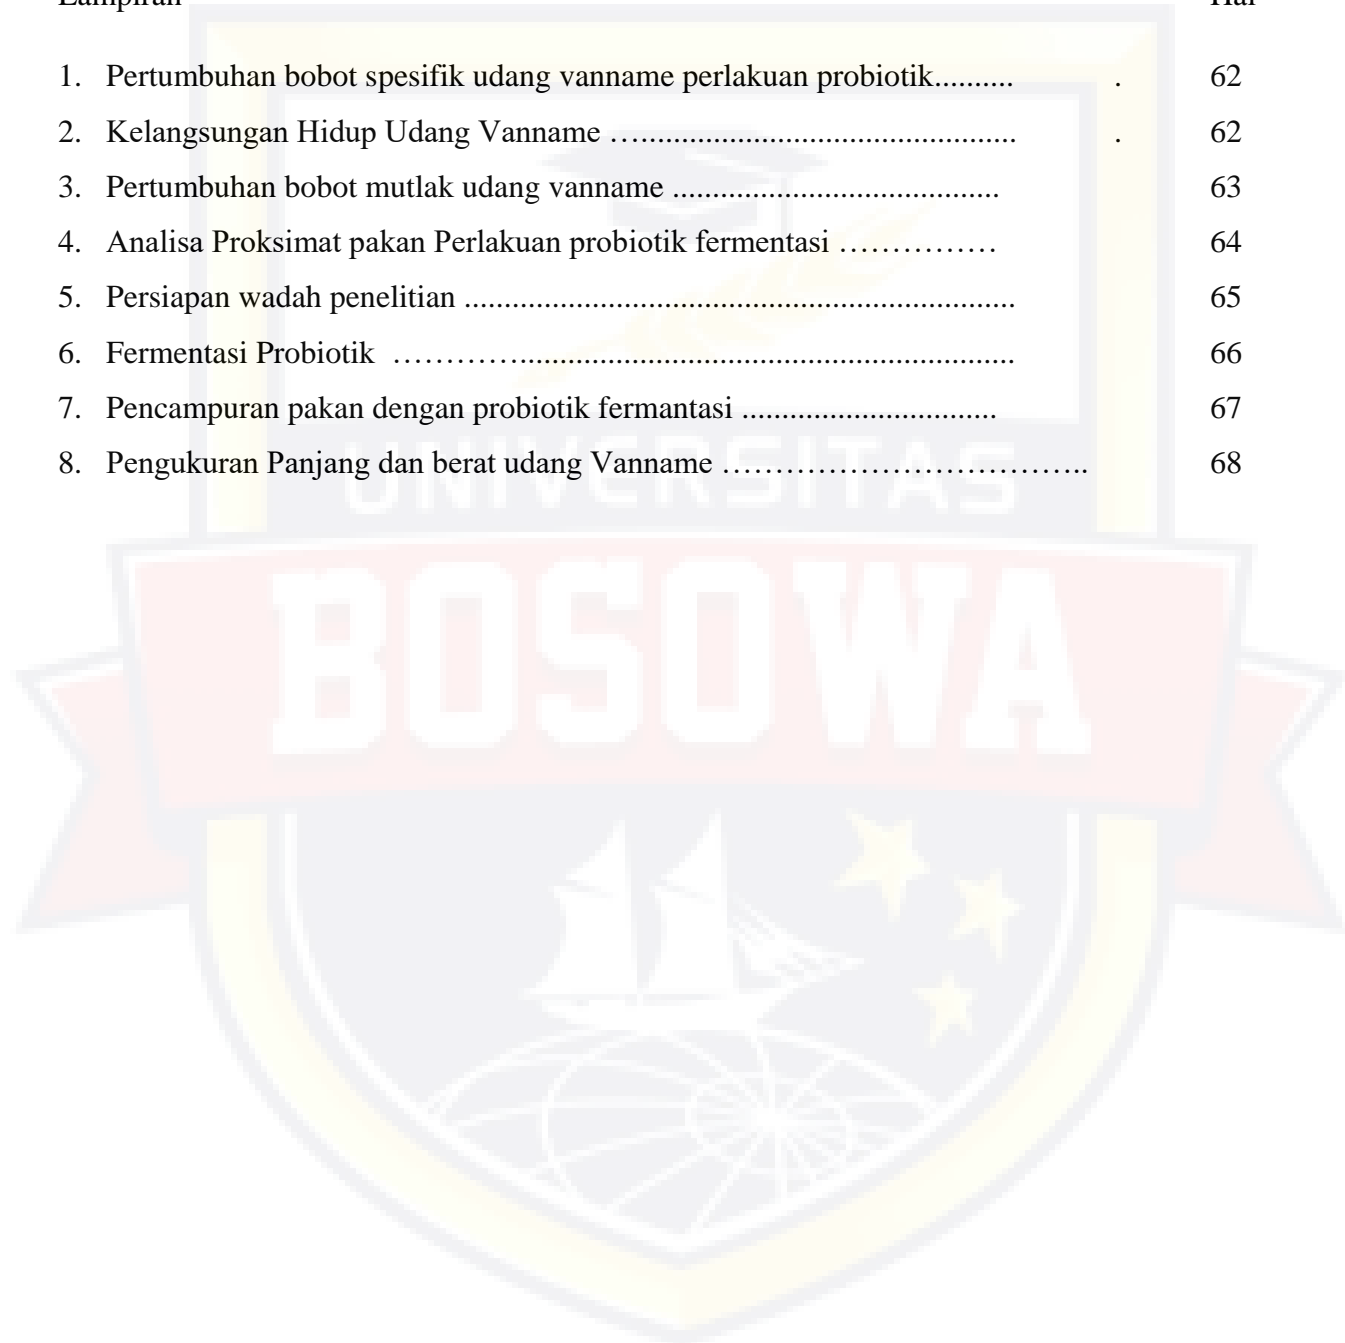 Lampiran Hal
1. Pertumbuhan bobot spesifik udang vanname perlakuan probiotik.......... . 62
2. Kelangsungan Hidup Udang Vanname ….............................................. . 62
3. Pertumbuhan bobot mutlak udang vanname ......................................... 63
4. Analisa Proksimat pakan Perlakuan probiotik fermentasi …………… 64
5. Persiapan wadah penelitian ..................................................................... 65
6. Fermentasi Probiotik …………............................................................. 66
7. Pencampuran pakan dengan probiotik fermantasi ................................ 67
8. Pengukuran Panjang dan berat udang Vanname …………………………….. 68
UNIVERSITAS
BOSOWA